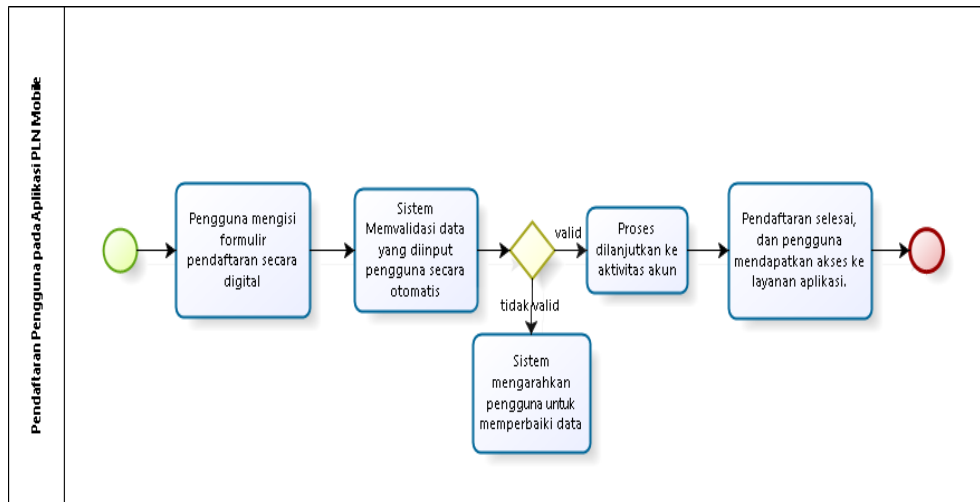 Pendaftaran Pengguna pada Aplikasi PLN Mobile
Pengguna mengisi
formulir
pendaftaran secara
digital
Sistem
Memvalidasi data
yang diinput
pengguna secara
otomatis
valid
tidak valid
Proses
dilanjutkan ke
aktivitas akun
Pendaftaran selesai,
dan pengguna
mendapatkan akses ke
layanan aplikasi.
Sistem
mengarahkan
pengguna untuk
memperbaiki data